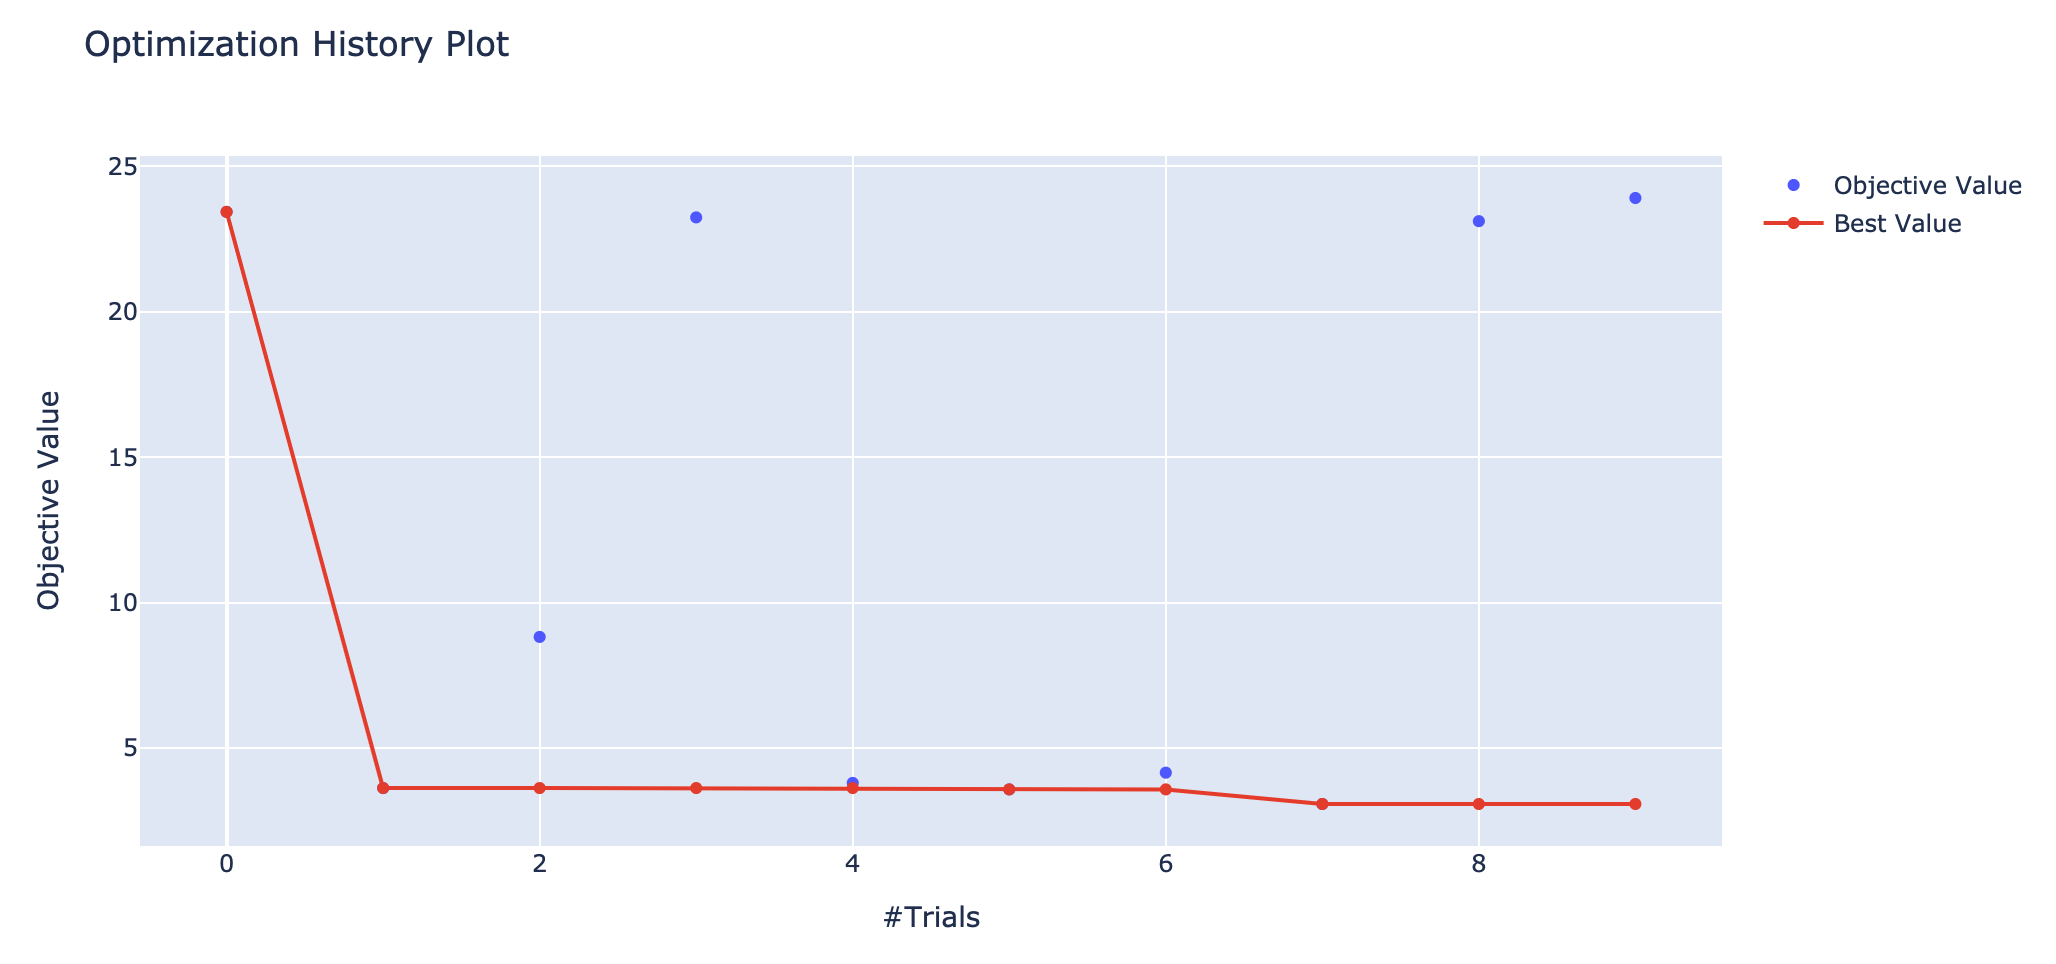 Optimization History Plot
25
20
15
10
5
Objective Value
0 2 4 6 8
#Trials
Objective Value
Best Value